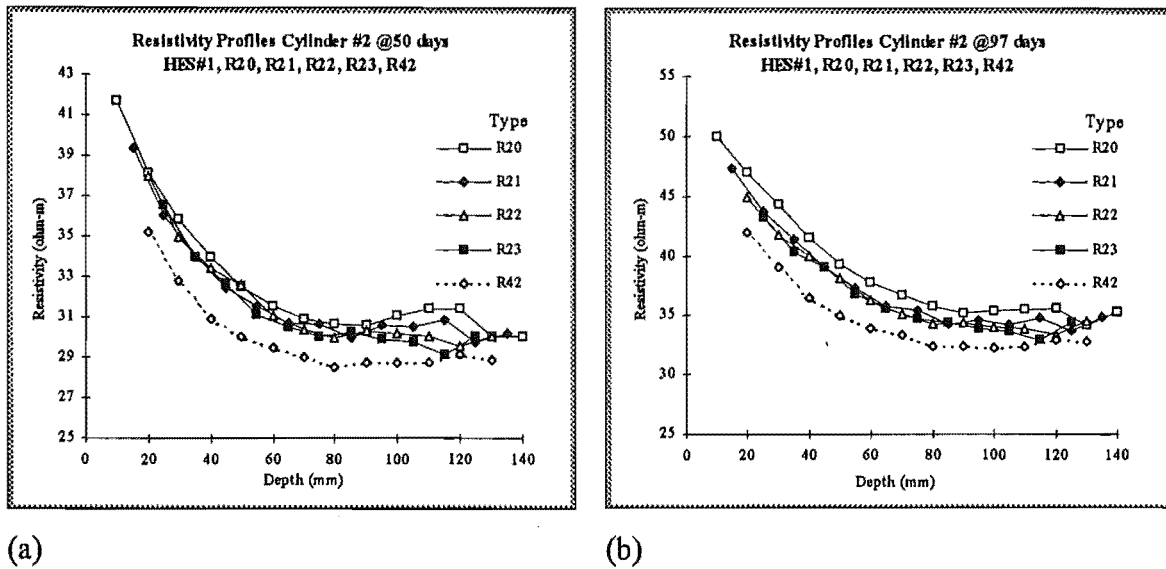 Resistivity Profiles Cylinder #2 @50 days
HES#1, R20, R21, R22, R23, R42
43
41
39
37
35
33
31
29
27
25
Resistivity (ohm-m)
0
20
40
60
80
100
120
140
Depth (mm)
Type
R20
R21
R22
R23
R42
(a)
Resistivity Profiles Cylinder #2 @97 days
HES#1, R20, R21, R22, R23, R42
55
50
45
40
35
30
25
Resistivity (ohm-m)
0
20
40
60
80
100
120
140
Depth (mm)
Type
R20
R21
R22
R23
R42
(b)